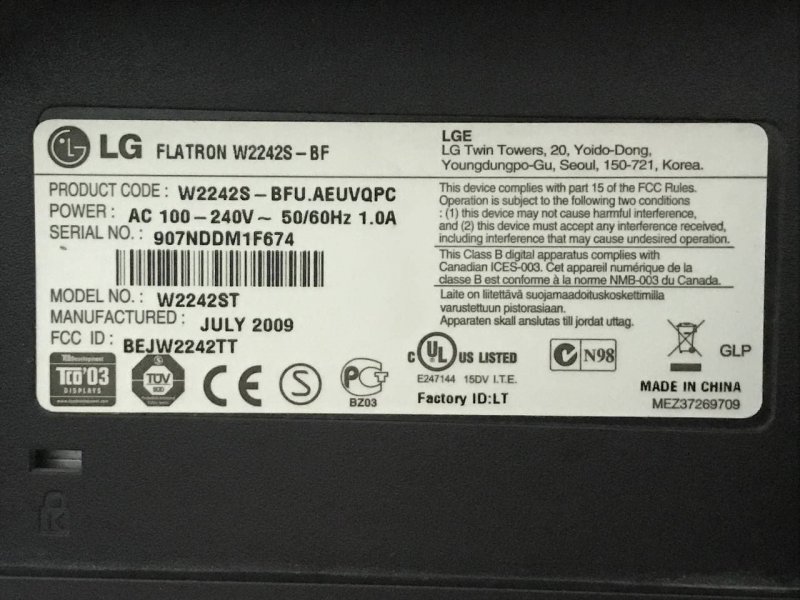 LG FLATRON W2242S-BF
PRODUCT CODE : W2242S-BFU.AEUVQPC
POWER : AC 100-240V~ 50/60Hz 1.0A
SERIAL NO. : 907NDDM1F674
MODEL NO. : W2242ST
MANUFACTURED : JULY 2009
FCC ID : BEJW2242TT
TCO Development
TCO'03
DISPLAYS
S
TÜV
CE
S
PCT
BZ03
LGE
LG Twin Towers, 20, Yoido-Dong,
Youngdungpo-Gu, Seoul, 150-721, Korea.
This device complies with part 15 of the FCC Rules.
Operation is subject to the following two conditions
: (1) this device may not cause harmful interference,
and (2) this device must accept any interference received,
including interference that may cause undesired operation.
This Class B digital apparatus complies with
Canadian ICES-003. Cet appareil numérique de la
classe B est conforme à la norme NMB-003 du Canada.
Laite on liitettävä suojamaadoituskoskettimilla
varustettuun pistorasiaan.
Apparaten skall anslutas till jordat uttag.
c UL US LISTED
E247144 15DV I.T.E.
Factory ID:LT
N98
GLP
MADE IN CHINA
MEZ37269709